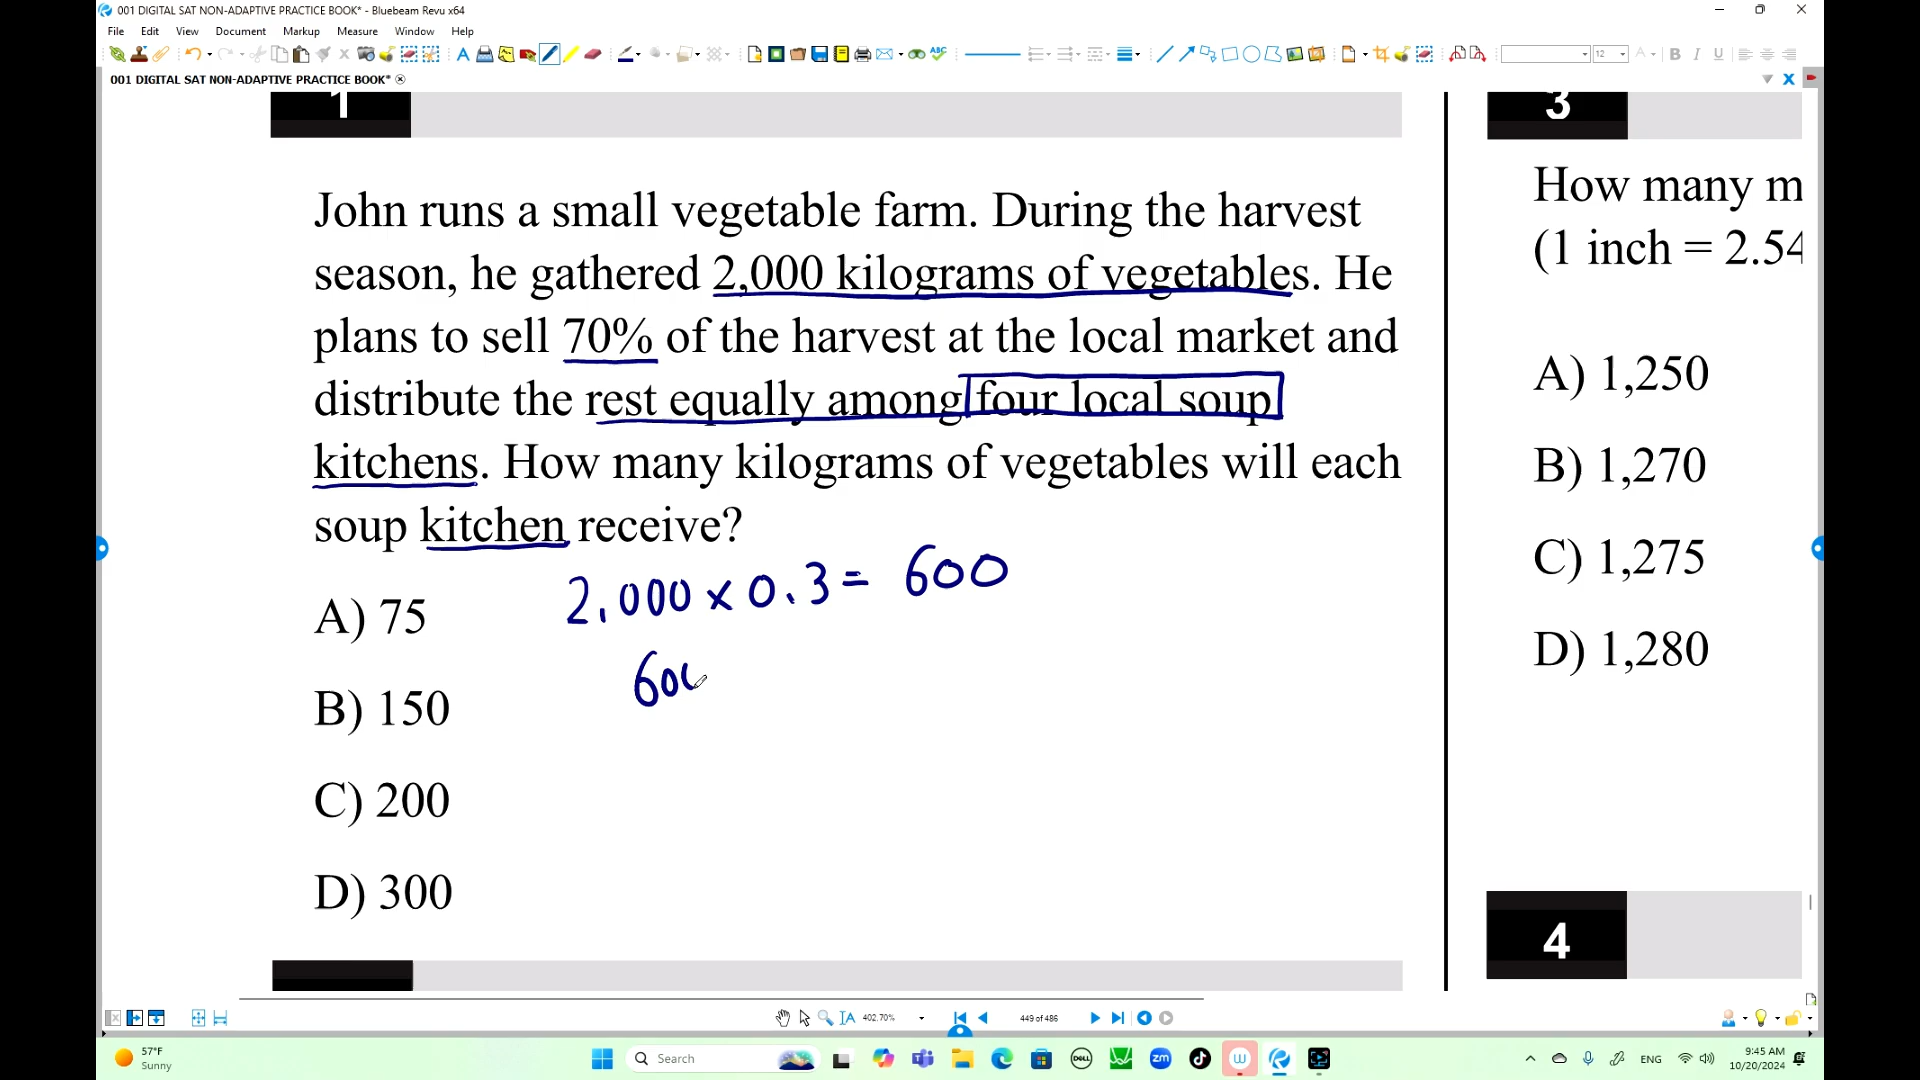 001 DIGITAL SAT NON-ADAPTIVE PRACTICE BOOK* - Bluebeam Revu x64
File Edit View Document Markup Measure Window Help
12
001 DIGITAL SAT NON-ADAPTIVE PRACTICE BOOK*
1
John runs a small vegetable farm. During the harvest
season, he gathered 2,000 kilograms of vegetables. He
plans to sell 70% of the harvest at the local market and
distribute the rest equally among four local soup
kitchens. How many kilograms of vegetables will each
soup kitchen receive?
2,000 x 0.3 = 600
600
A) 75
B) 150
C) 200
D) 300
3
How many m
(1 inch = 2.54
A) 1,250
B) 1,270
C) 1,275
D) 1,280
4
402.70%
449 of 486
57°F
Sunny
Search
DELL
zm
W
ENG
9:45 AM
10/20/2024